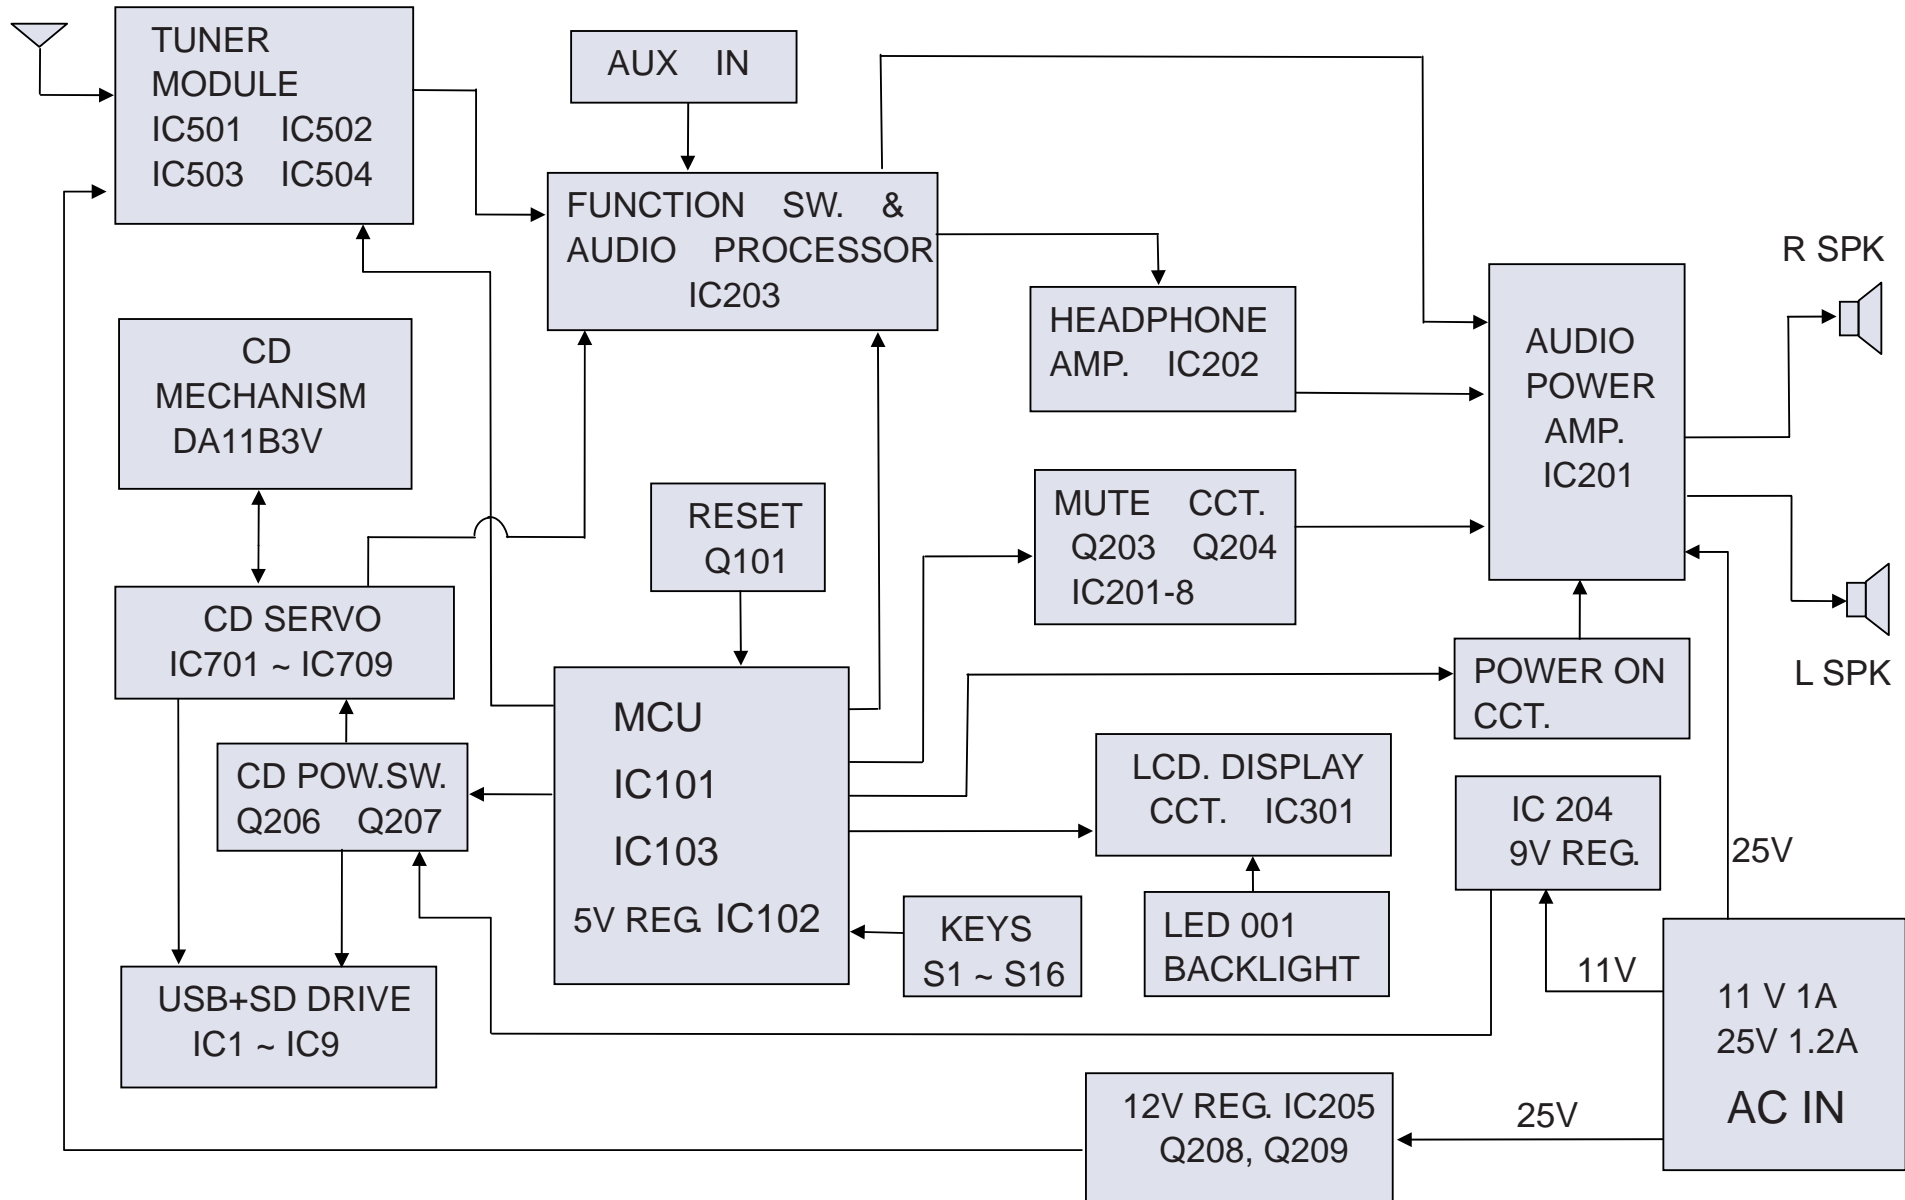 TUNER
MODULE
IC501 IC502
IC503 IC504
AUX IN
FUNCTION SW. &
AUDIO PROCESSOR
IC203
R SPK
CD
MECHANISM
DA11B3V
HEADPHONE
AMP. IC202
AUDIO
POWER
AMP.
IC201
RESET
Q101
MUTE CCT.
Q203 Q204
IC201-8
CD SERVO
IC701 ~ IC709
L SPK
POWER ON
CCT.
MCU
IC101
IC103
5V REG. IC102
CD POW.SW.
Q206 Q207
LCD. DISPLAY
CCT. IC301
IC 204
9V REG.
25V
KEYS
S1 ~ S16
LED 001
BACKLIGHT
11V
USB+SD DRIVE
IC1 ~ IC9
11 V 1A
25V 1.2A
AC IN
12V REG. IC205
Q208, Q209
25V